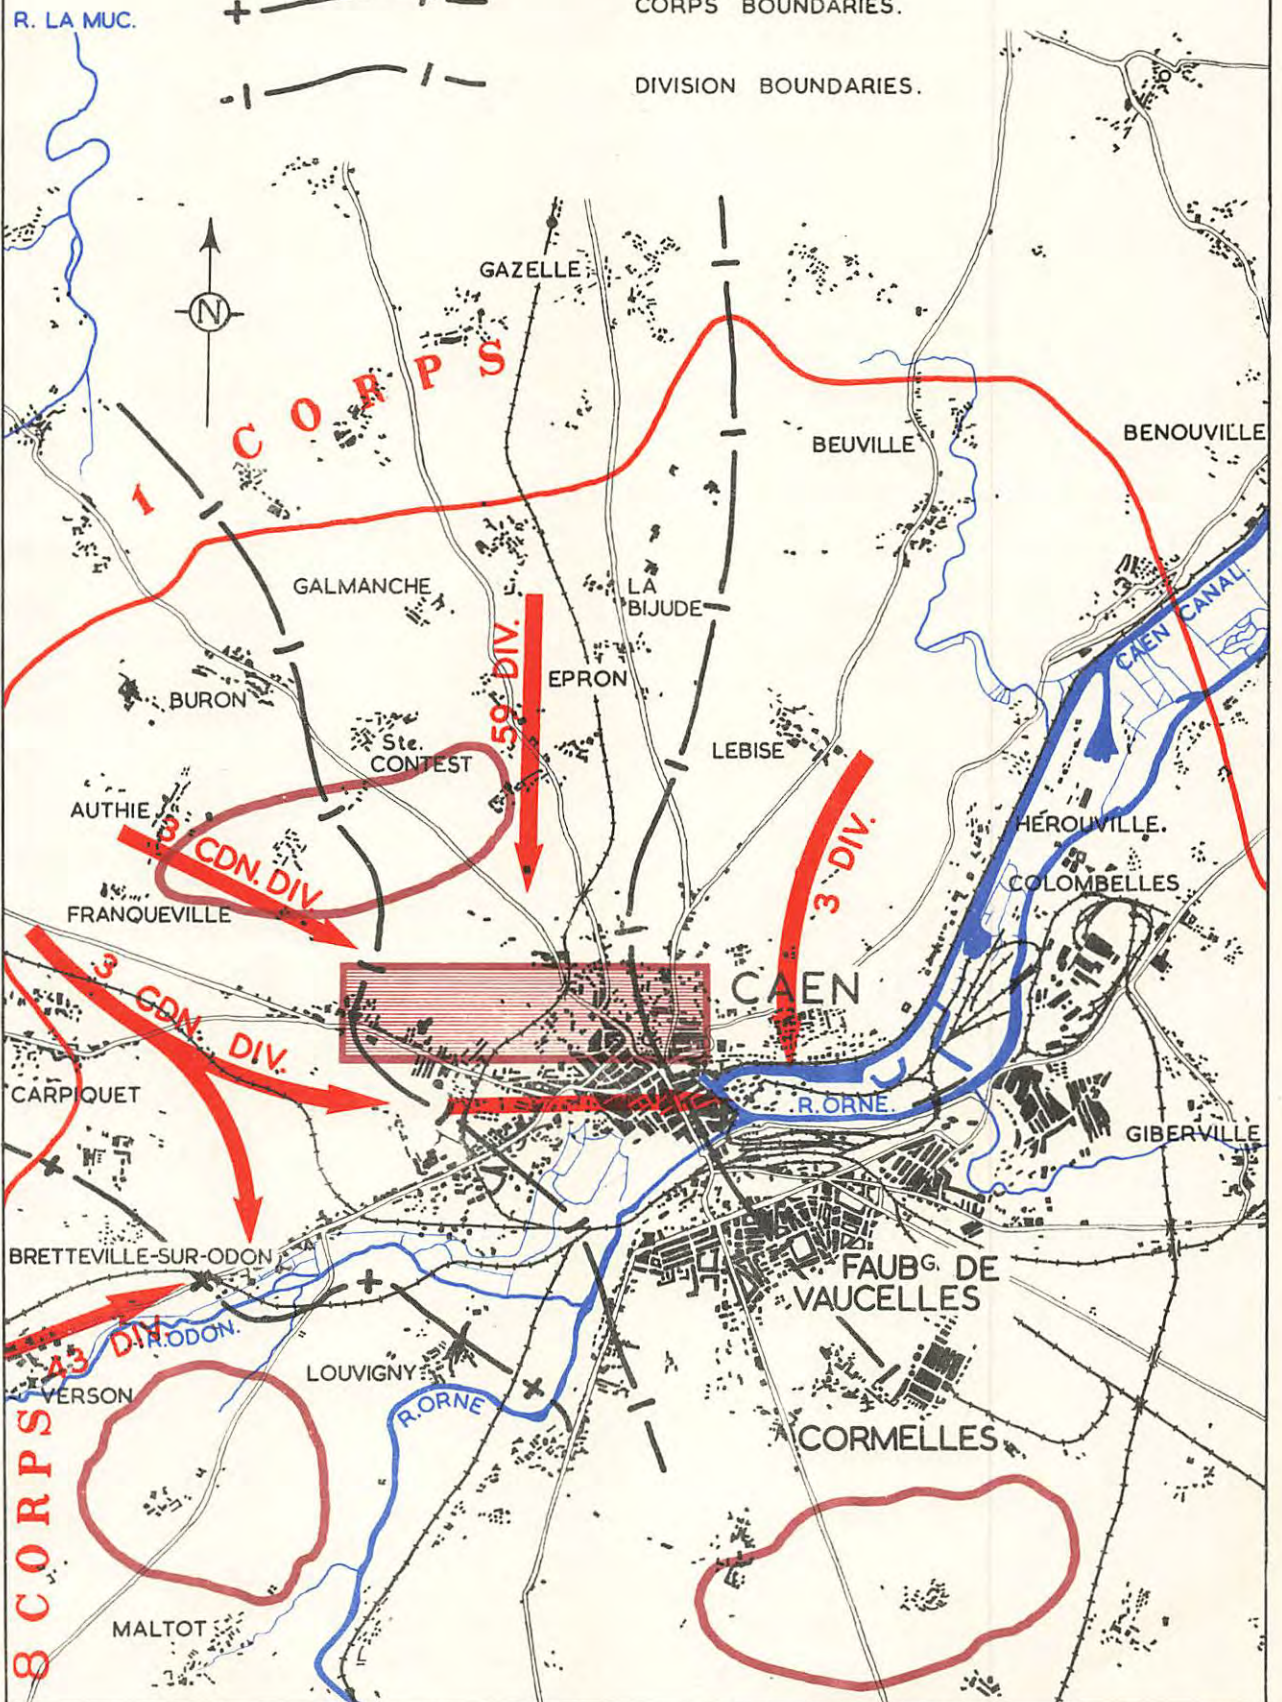 CORPS BOUNDARIES.
R. LA MUC.
DIVISION BOUNDARIES.
N
GAZELLE
1 CORPS
BEUVILLE
BENOUVILLE
CAEN CANAL.
GALMANCHE
LA
BIJUDE
59 DIV.
EPRON
BURON
Ste.
CONTEST
LEBISE
AUTHIE
3 CDN. DIV.
3 DIV.
HEROUVILLE.
COLOMBELLES
FRANQUEVILLE
3 CDN. DIV.
CAEN
CARPIQUET
R. ORNE.
GIBERVILLE
BRETTEVILLE-SUR-ODON
FAUBG. DE
VAUCELLES
43 DIV.
R. ODON.
VERSON
LOUVIGNY
R. ORNE
CORMELLES
8 CORPS
MALTOT